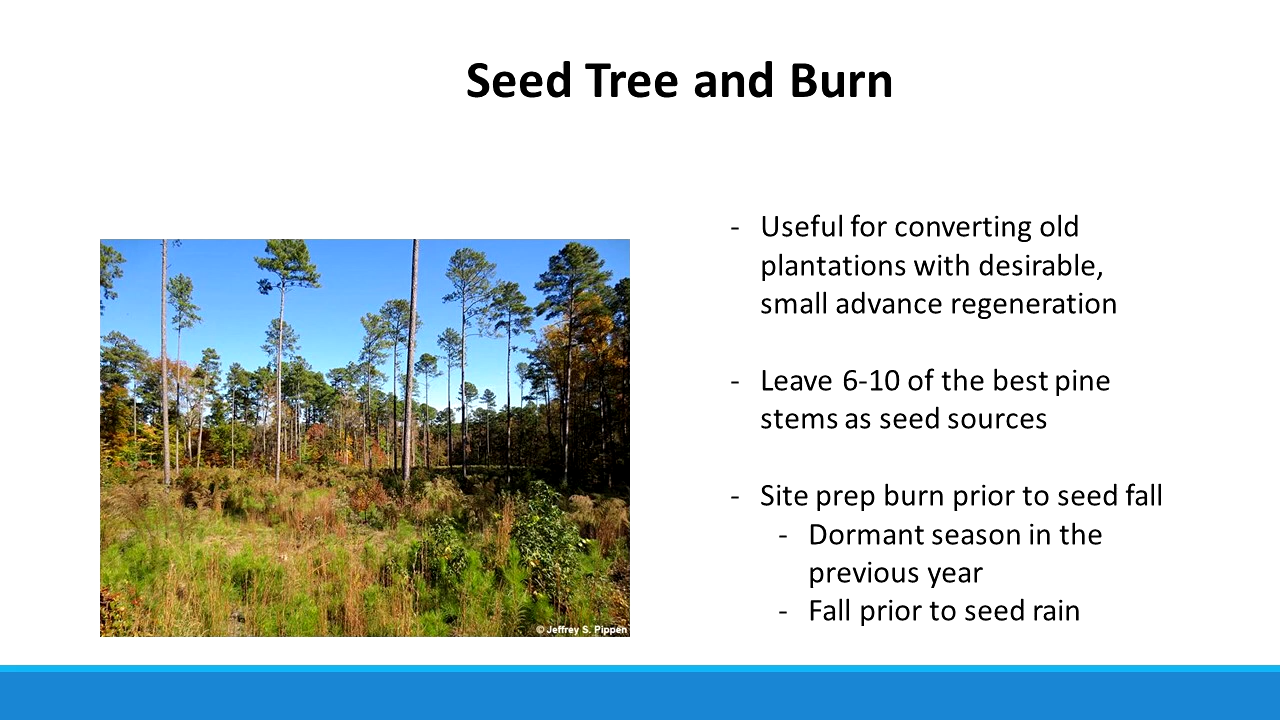 Seed Tree and Burn
- Useful for converting old
plantations with desirable,
small advance regeneration
- Leave 6-10 of the best pine
stems as seed sources
- Site prep burn prior to seed fall
- Dormant season in the
previous year
- Fall prior to seed rain
© Jeffrey S. Pippen